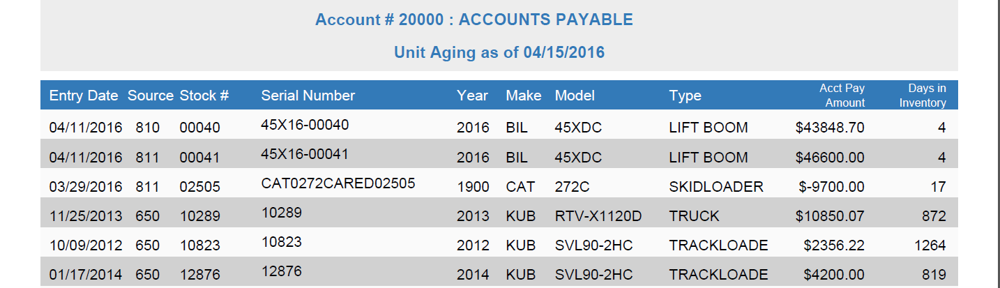 Account # 20000 : ACCOUNTS PAYABLE
Unit Aging as of 04/15/2016
Entry Date Source Stock # Serial Number Year Make Model Type Acct Pay Amount Days in Inventory
04/11/2016 810 00040 45X16-00040 2016 BIL 45XDC LIFT BOOM $43848.70 4
04/11/2016 811 00041 45X16-00041 2016 BIL 45XDC LIFT BOOM $46600.00 4
03/29/2016 811 02505 CAT0272CARED02505 1900 CAT 272C SKIDLOADER $-9700.00 17
11/25/2013 650 10289 10289 2013 KUB RTV-X1120D TRUCK $10850.07 872
10/09/2012 650 10823 10823 2012 KUB SVL90-2HC TRACKLOADE $2356.22 1264
01/17/2014 650 12876 12876 2014 KUB SVL90-2HC TRACKLOADE $4200.00 819